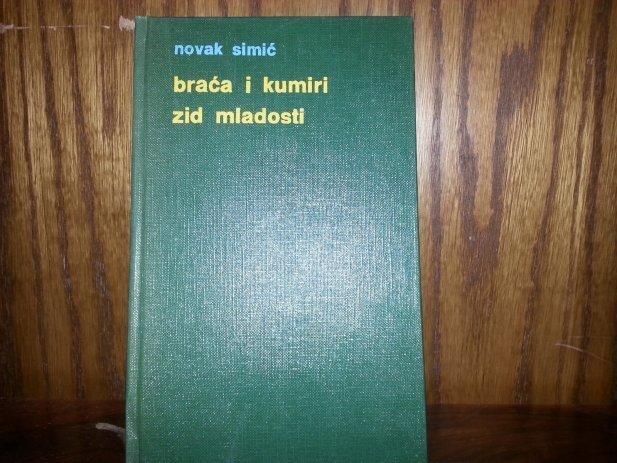 novak simić
braća i kumiri
zid mladosti